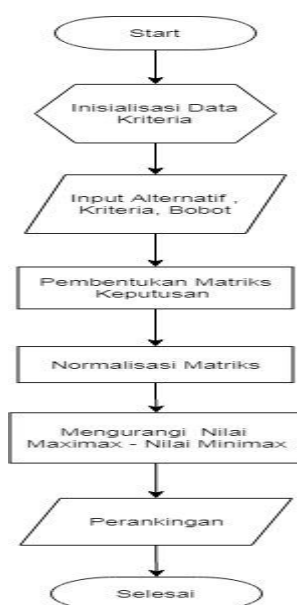 Start
Inisialisasi Data
Kriteria
Input Alternatif ,
Kriteria, Bobot
Pembentukan Matriks
Keputusan
Normalisasi Matriks
Mengurangi Nilai
Maximax - Nilai Minimax
Perankingan
Selesai